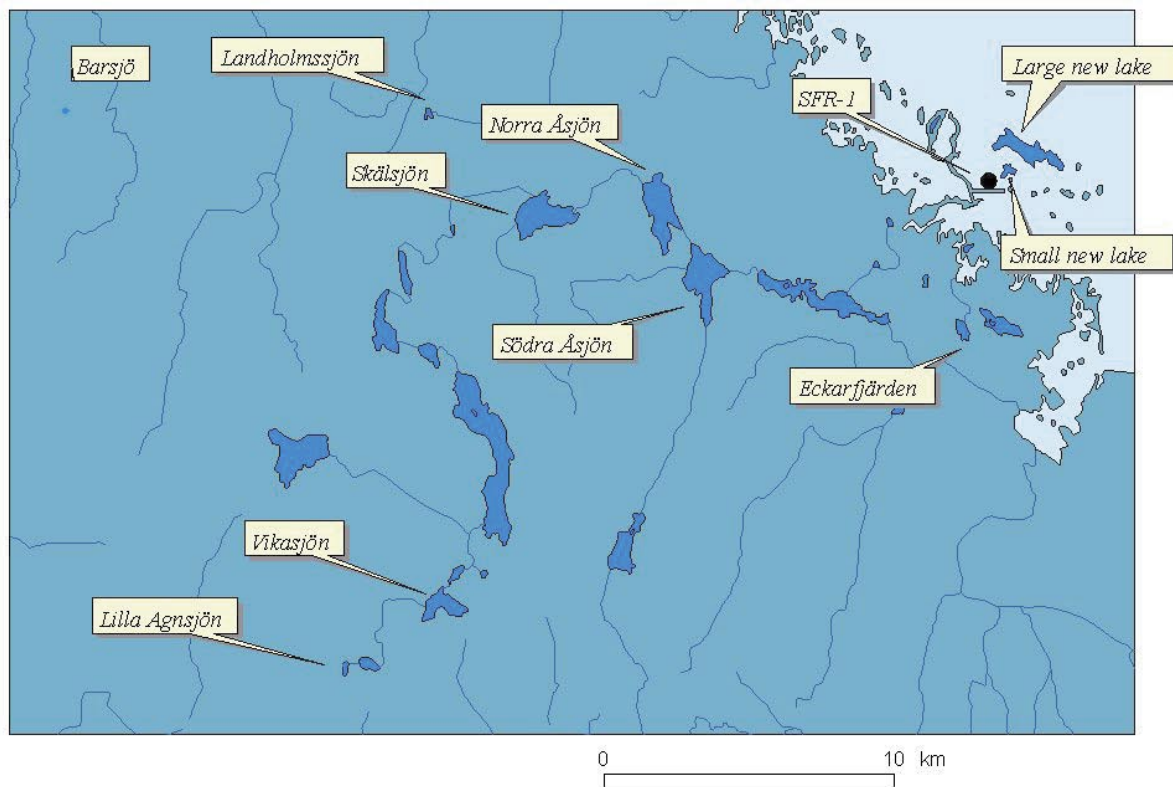 Barsjö
Landholmssjön
Large new lake
SFR-1
Norra Åsjön
Skälsjön
Small new lake
Södra Åsjön
Eckarfjärden
Vikasjön
Lilla Agnsjön
0 10 km